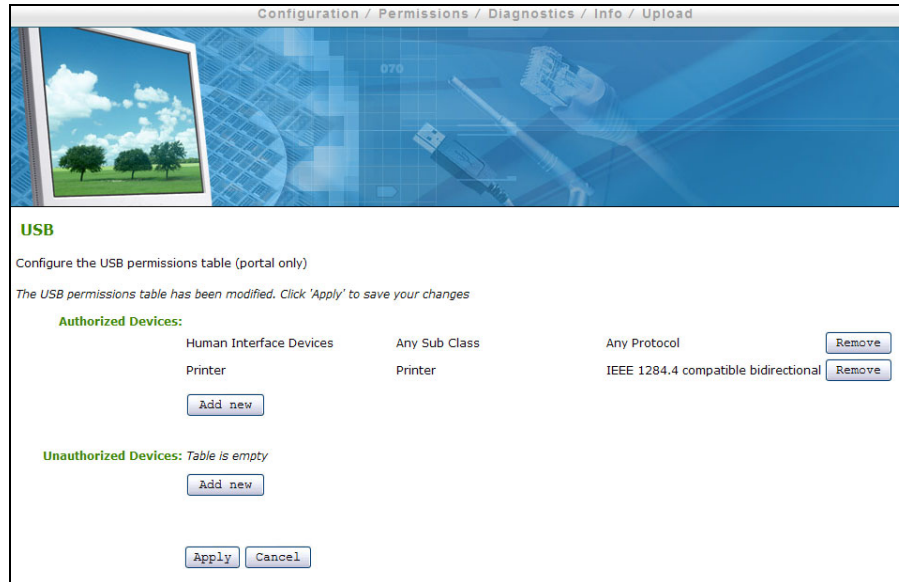 Configuration / Permissions / Diagnostics / Info / Upload
070
USB
Configure the USB permissions table (portal only)
The USB permissions table has been modified. Click 'Apply' to save your changes
Authorized Devices:
Human Interface Devices Any Sub Class Any Protocol Remove
Printer Printer IEEE 1284.4 compatible bidirectional Remove
Add new
Unauthorized Devices: Table is empty
Add new
Apply Cancel